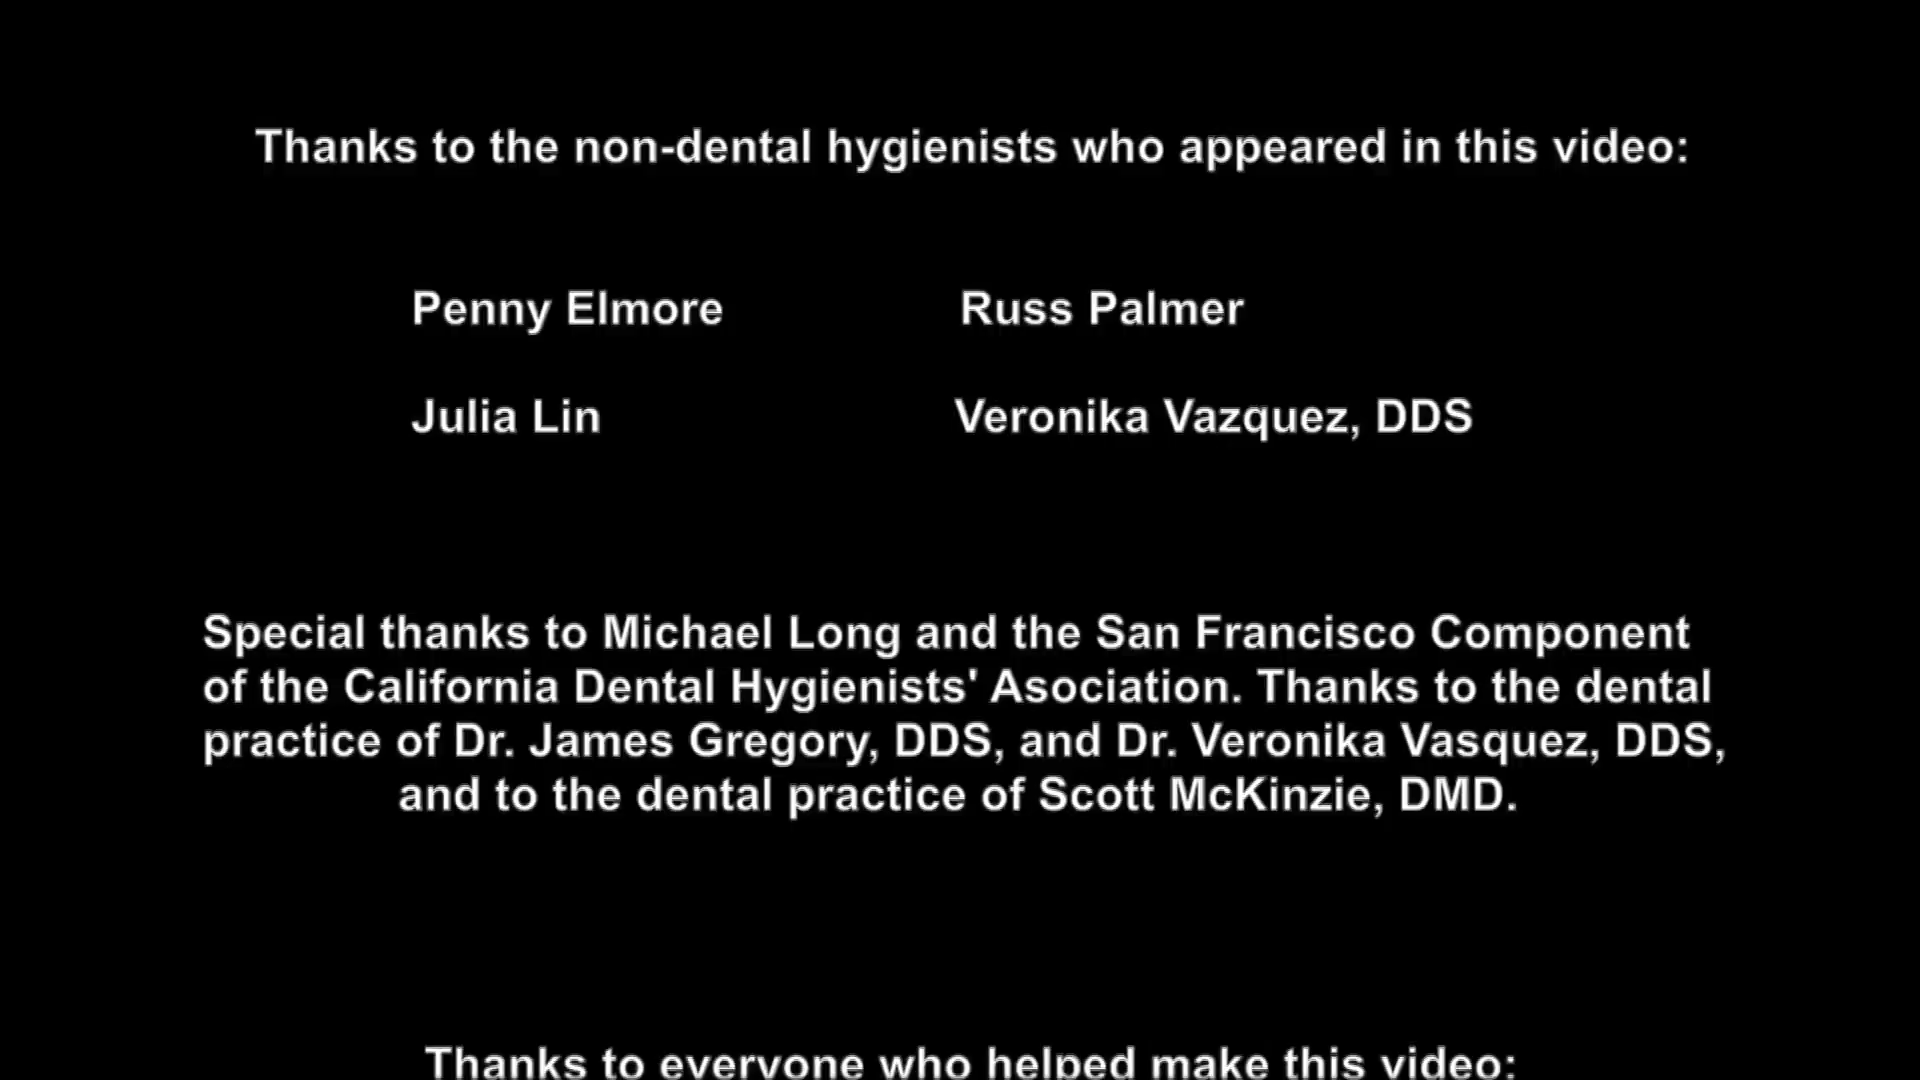 Thanks to the non-dental hygienists who appeared in this video:
Penny Elmore Russ Palmer
Julia Lin Veronika Vazquez, DDS
Special thanks to Michael Long and the San Francisco Component
of the California Dental Hygienists' Asociation. Thanks to the dental
practice of Dr. James Gregory, DDS, and Dr. Veronika Vasquez, DDS,
and to the dental practice of Scott McKinzie, DMD.
Thanks to everyone who helped make this video: